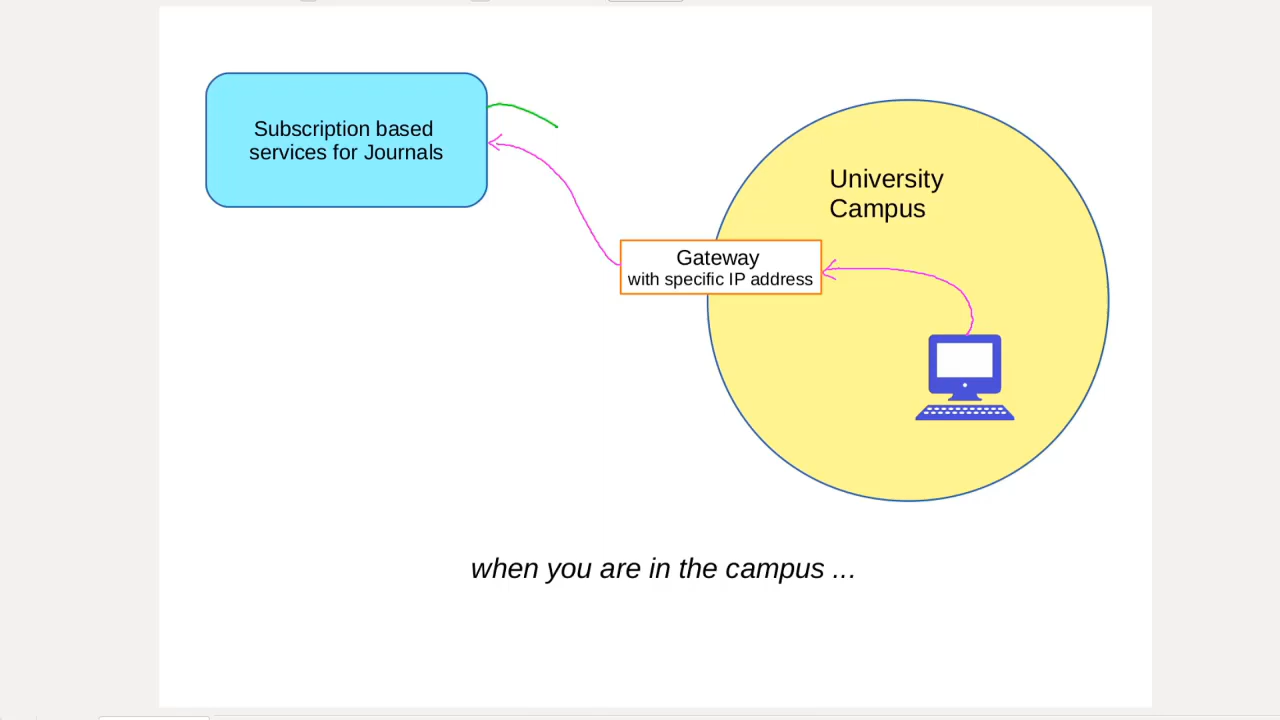 Subscription based
services for Journals
University
Campus
Gateway
with specific IP address
when you are in the campus ...